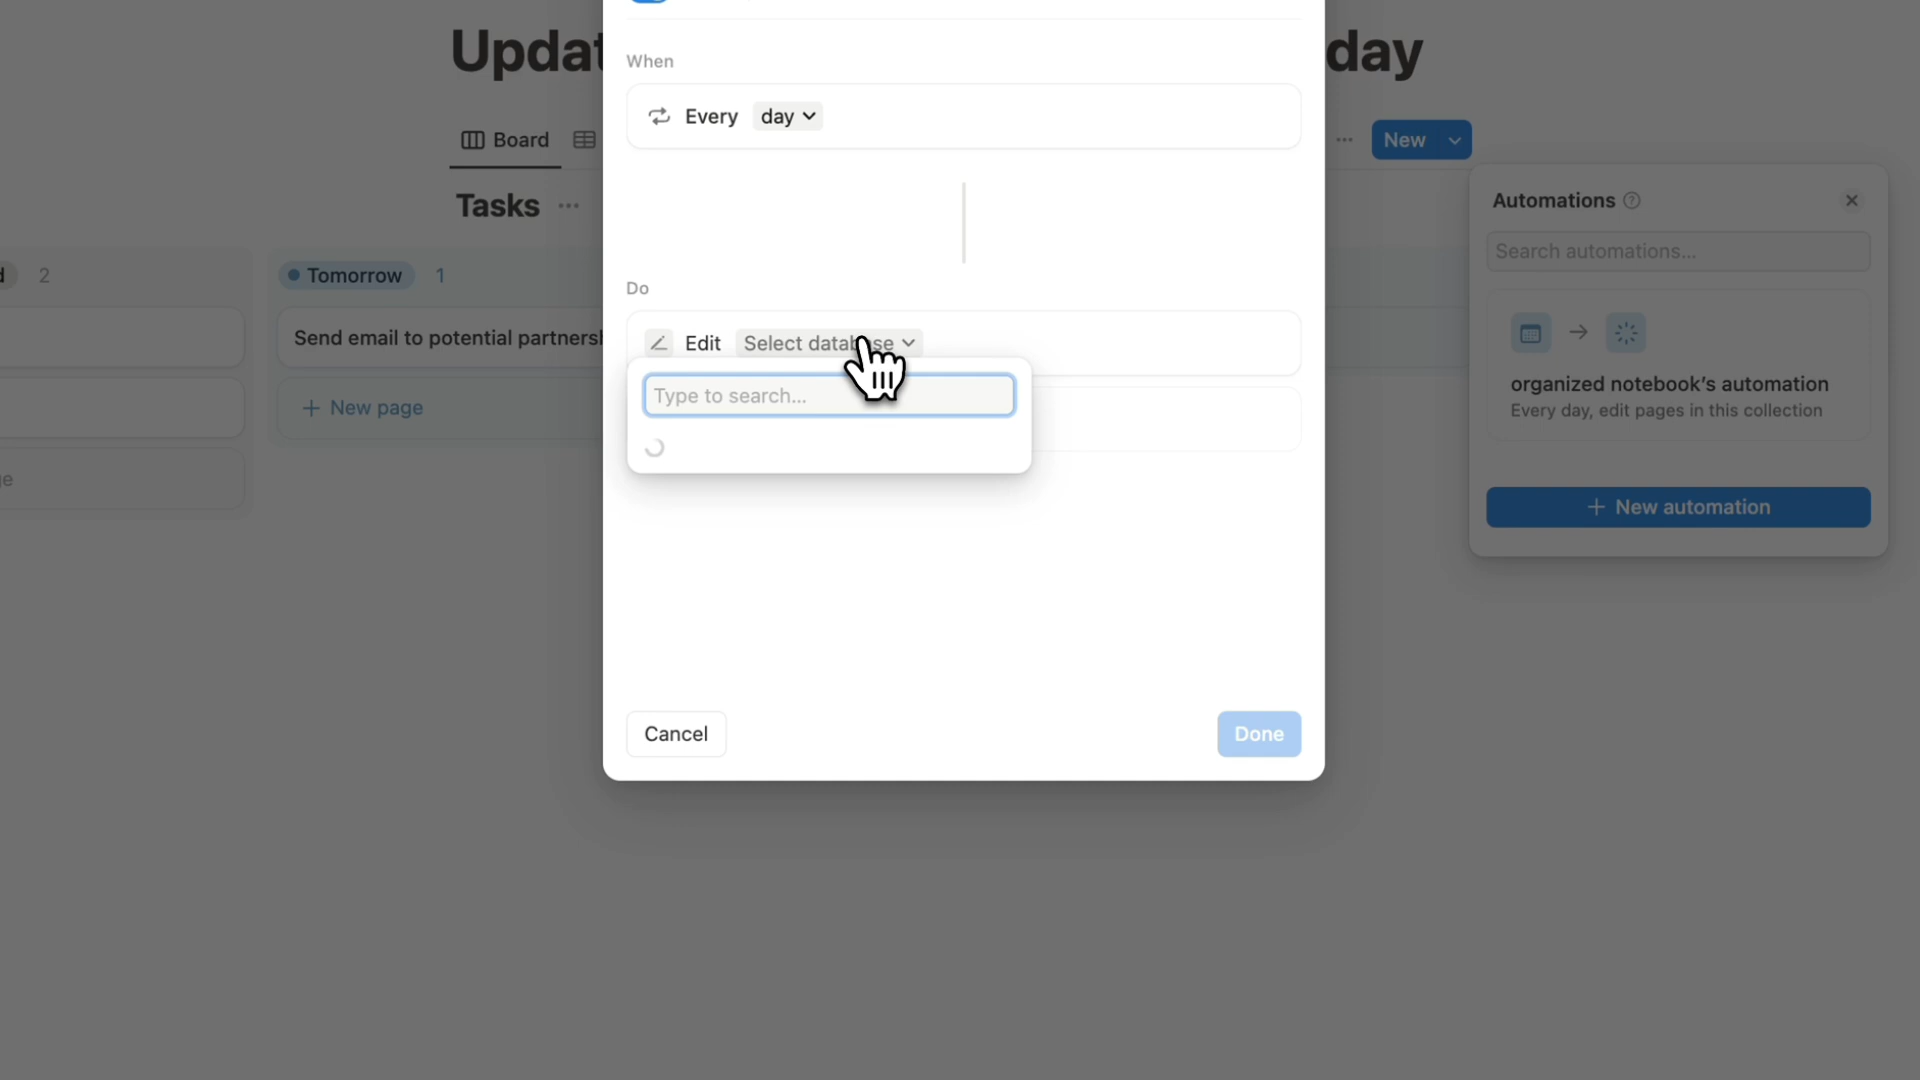 Updat
day
When
Every day
Board
New
Automations
Tasks
Search automations...
d 2
Tomorrow 1
Do
Send email to potential partnersh
Edit Select database
organized notebook's automation
Every day, edit pages in this collection
Type to search...
+ New page
e
+ New automation
Cancel
Done